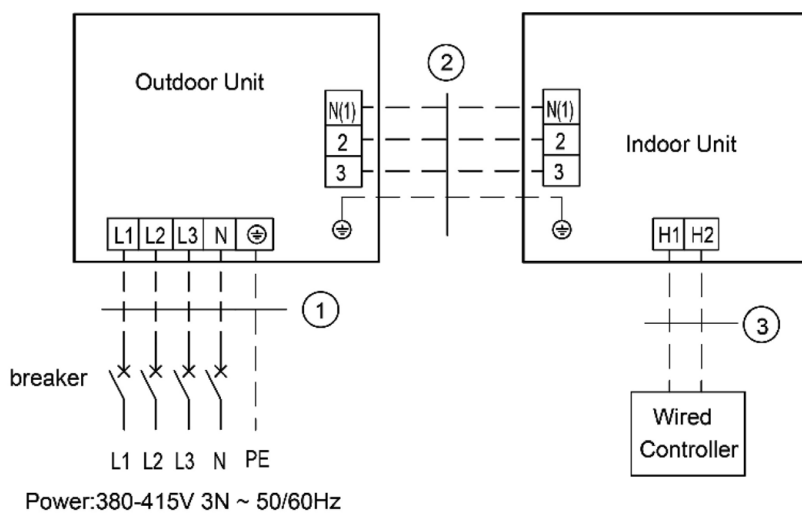 Outdoor Unit
2
Indoor Unit
N(1)
2
3
N(1)
2
3
L1 L2 L3 N
H1 H2
1
3
breaker
Wired
Controller
L1 L2 L3 N PE
Power:380-415V 3N ~ 50/60Hz